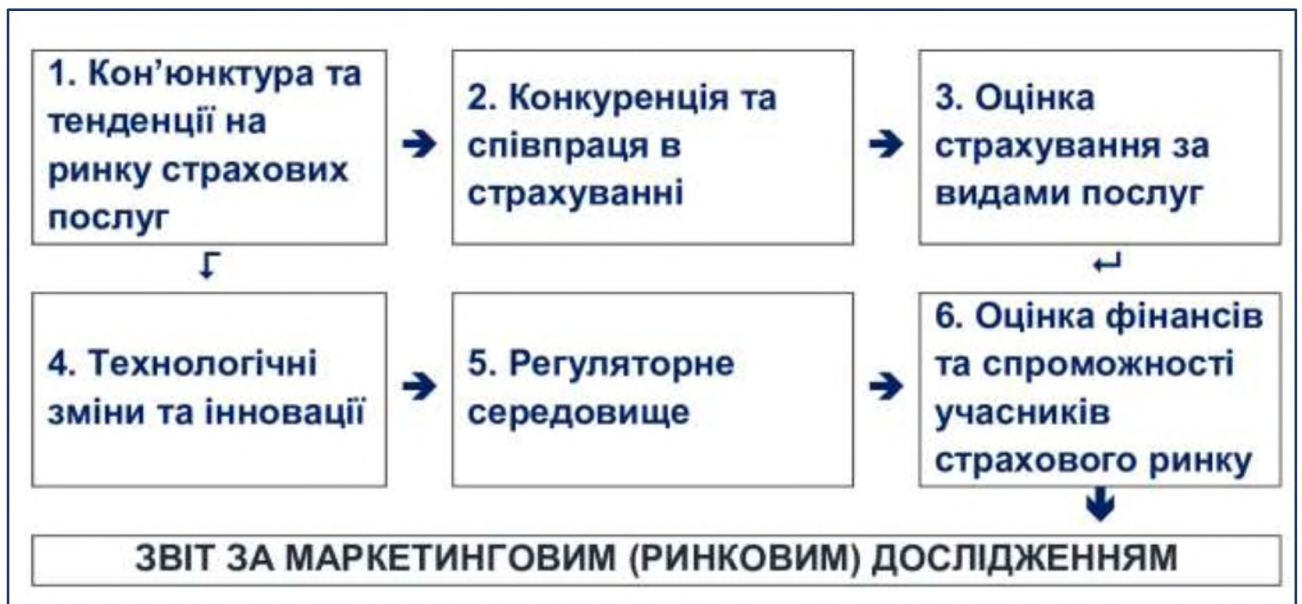 1. Кон’юнктура та
тенденції на
ринку страхових
послуг
2. Конкуренція та
співпраця в
страхуванні
3. Оцінка
страхування за
видами послуг
4. Технологічні
зміни та інновації
5. Регуляторне
середовище
6. Оцінка фінансів
та спроможності
учасників
страхового ринку
ЗВІТ ЗА МАРКЕТИНГОВИМ (РИНКОВИМ) ДОСЛІДЖЕННЯМ